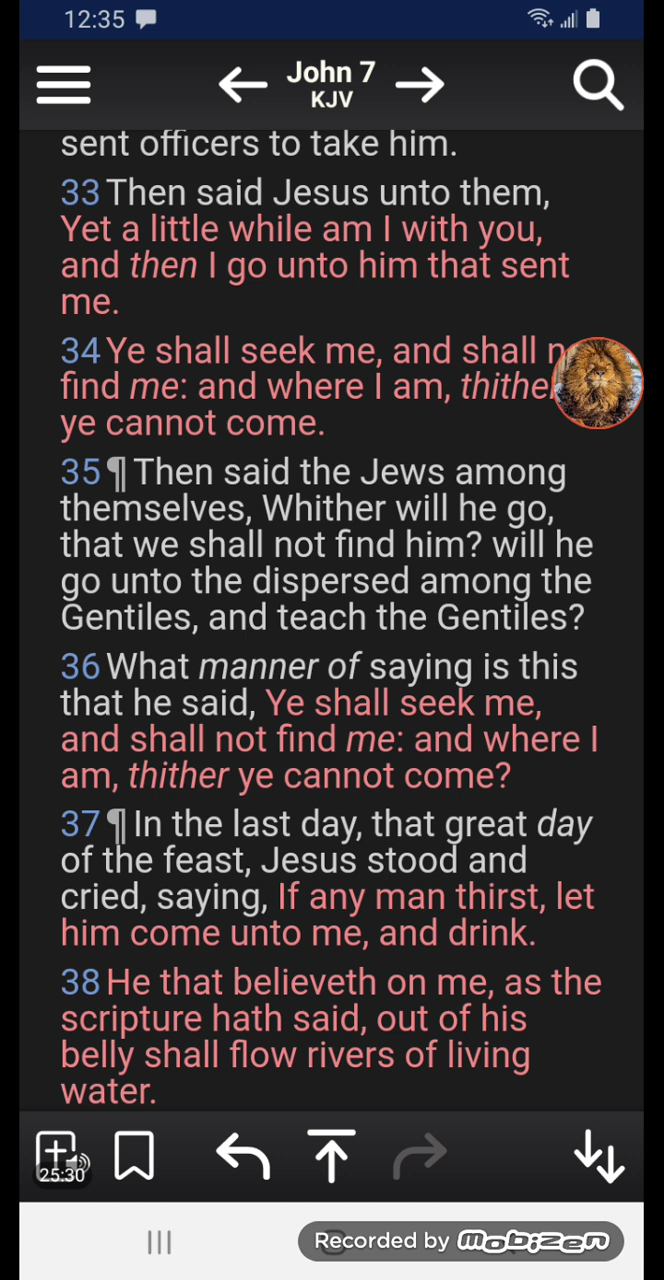 12:35
John 7
KJV
sent officers to take him.
33 Then said Jesus unto them,
Yet a little while am I with you,
and then I go unto him that sent
me.
34 Ye shall seek me, and shall
find me: and where I am, thither
ye cannot come.
35 ¶ Then said the Jews among
themselves, Whither will he go,
that we shall not find him? will he
go unto the dispersed among the
Gentiles, and teach the Gentiles?
36 What manner of saying is this
that he said, Ye shall seek me,
and shall not find me: and where I
am, thither ye cannot come?
37 ¶ In the last day, that great day
of the feast, Jesus stood and
cried, saying, If any man thirst, let
him come unto me, and drink.
38 He that believeth on me, as the
scripture hath said, out of his
belly shall flow rivers of living
water.
25:30
Recorded by mobizen